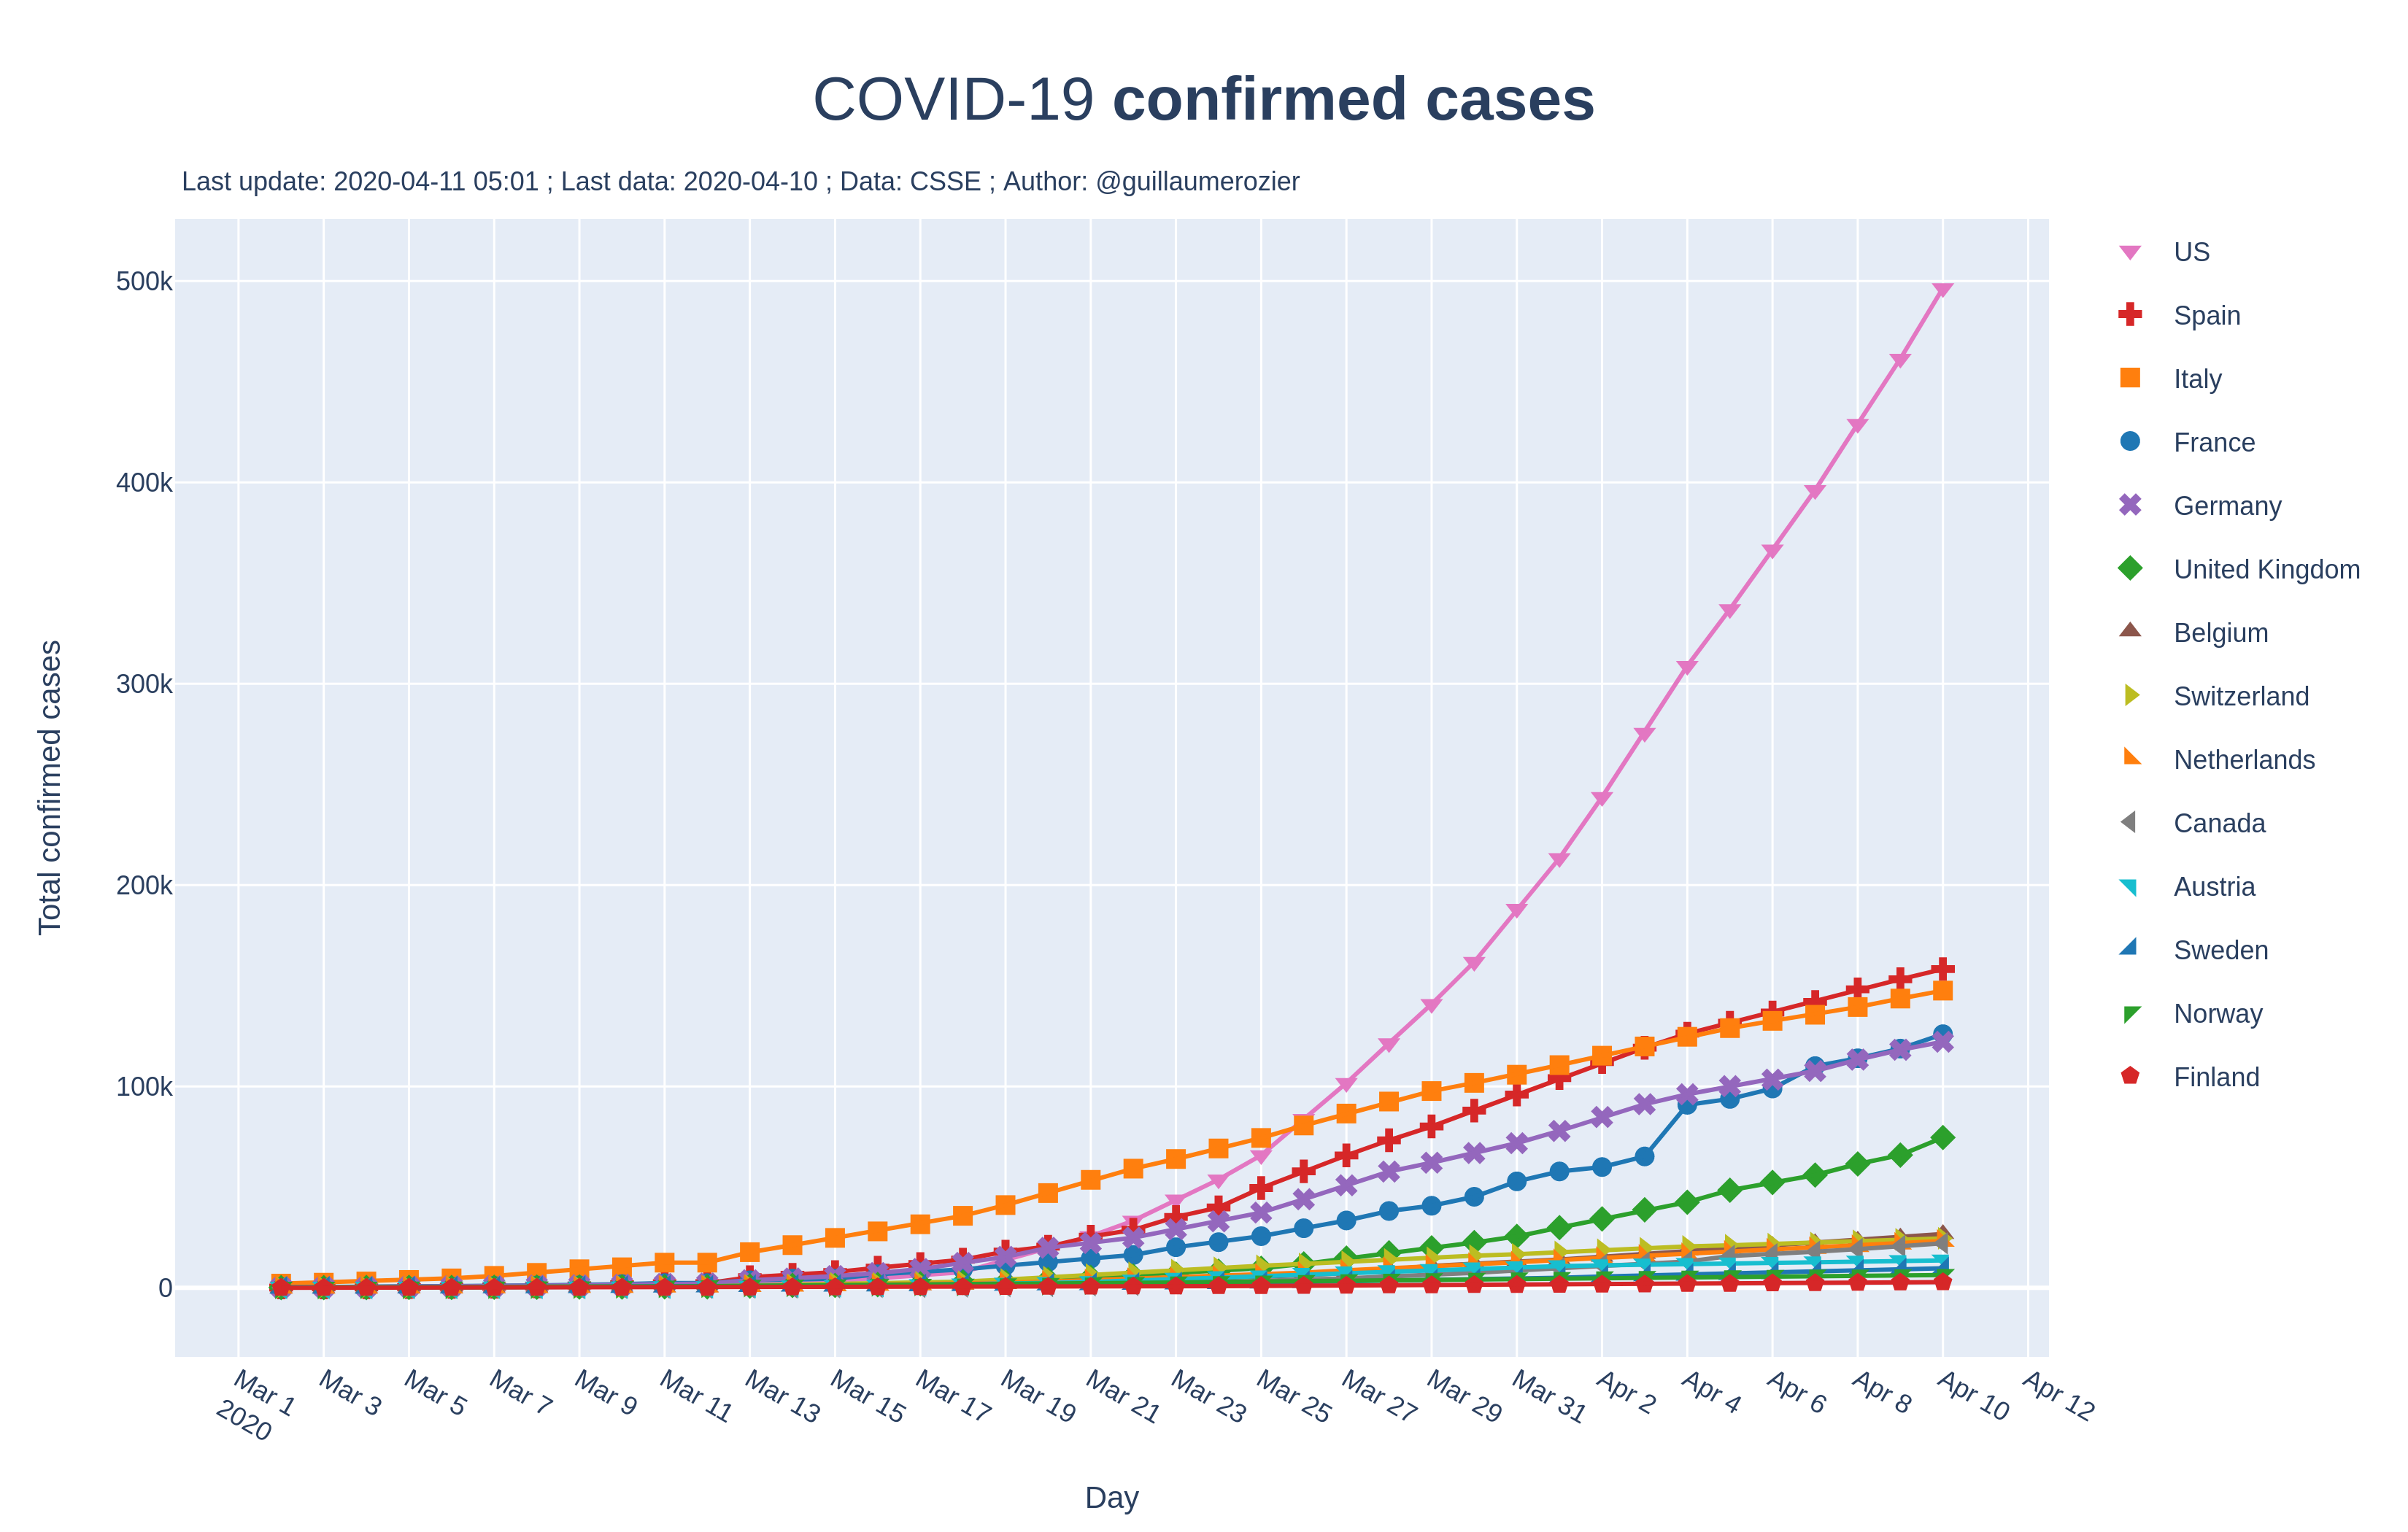 COVID-19 confirmed cases
Last update: 2020-04-11 05:01 ; Last data: 2020-04-10 ; Data: CSSE ; Author: @guillaumerozier
500k
400k
300k
200k
100k
0
Total confirmed cases
Mar 1
2020
Mar 3
Mar 5
Mar 7
Mar 9
Mar 11
Mar 13
Mar 15
Mar 17
Mar 19
Mar 21
Mar 23
Mar 25
Mar 27
Mar 29
Mar 31
Apr 2
Apr 4
Apr 6
Apr 8
Apr 10
Apr 12
Day
US
Spain
Italy
France
Germany
United Kingdom
Belgium
Switzerland
Netherlands
Canada
Austria
Sweden
Norway
Finland